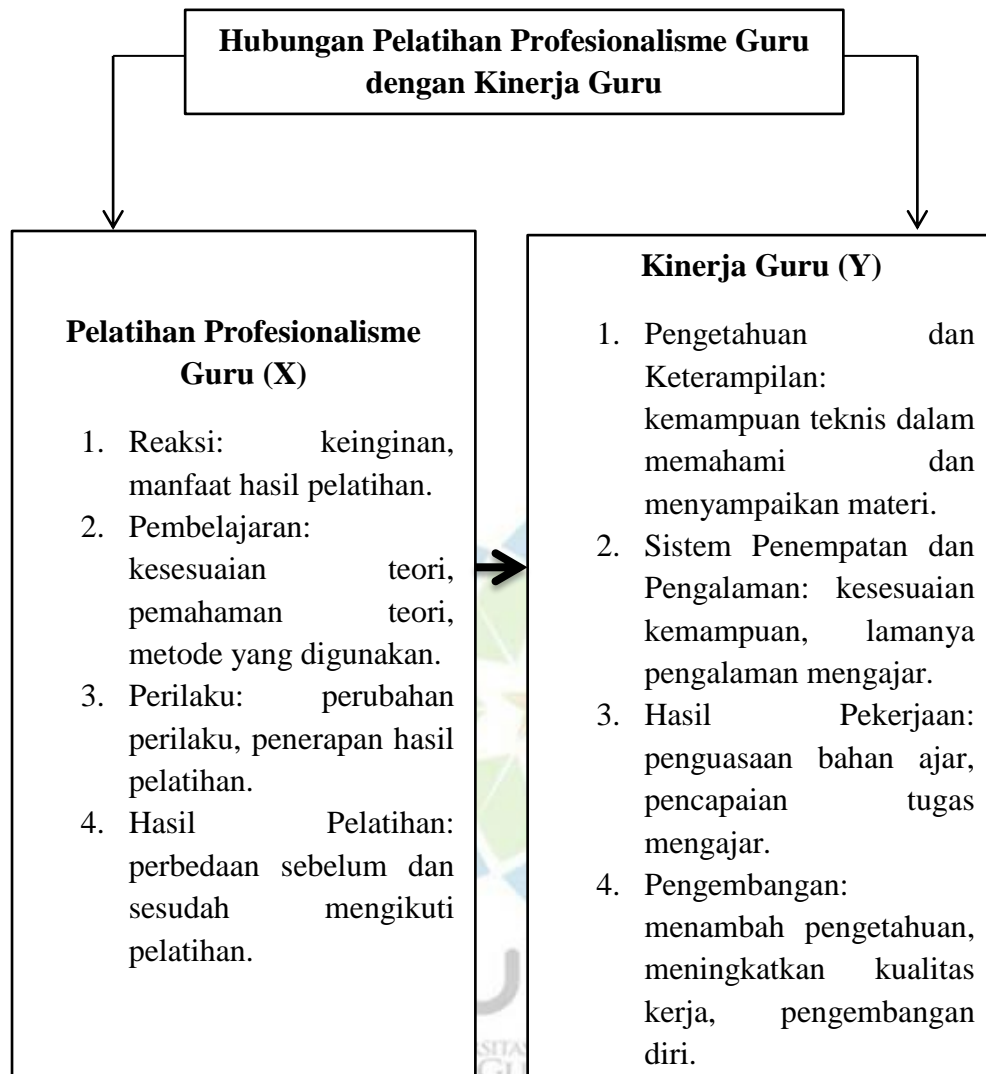 Hubungan Pelatihan Profesionalisme Guru
dengan Kinerja Guru
Pelatihan Profesionalisme
Guru (X)
1. Reaksi: keinginan,
manfaat hasil pelatihan.
2. Pembelajaran:
kesesuaian teori,
pemahaman teori,
metode yang digunakan.
3. Perilaku: perubahan
perilaku, penerapan hasil
pelatihan.
4. Hasil Pelatihan:
perbedaan sebelum dan
sesudah mengikuti
pelatihan.
Kinerja Guru (Y)
1. Pengetahuan dan
Keterampilan:
kemampuan teknis dalam
memahami dan
menyampaikan materi.
2. Sistem Penempatan dan
Pengalaman: kesesuaian
kemampuan, lamanya
pengalaman mengajar.
3. Hasil Pekerjaan:
penguasaan bahan ajar,
pencapaian tugas
mengajar.
4. Pengembangan:
menambah pengetahuan,
meningkatkan kualitas
kerja, pengembangan
diri.